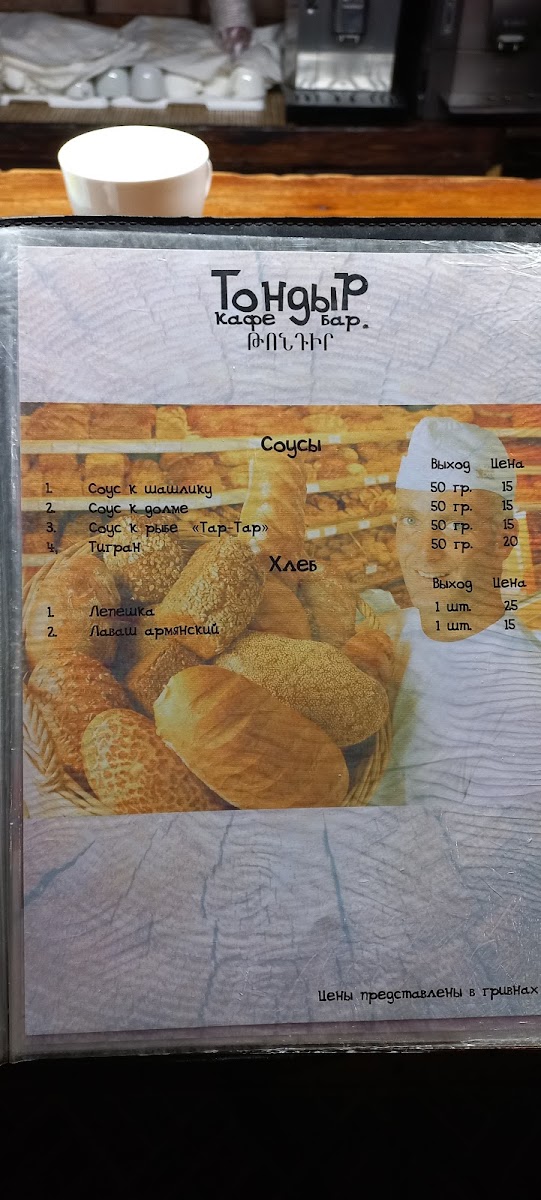 Тондыр
кафе бар.
ԹՈՆԴԻՐ
Соусы
Выход Цена
1. Соус к шашлику 50 гр. 15
2. Соус к долме 50 гр. 15
3. Соус к рыбе «Тар-Тар» 50 гр. 15
4. Тигран 50 гр. 20
Хлеб
Выход Цена
1. Лепешка 1 шт. 25
2. Лаваш армянский 1 шт. 15
Цены представлены в гривнах